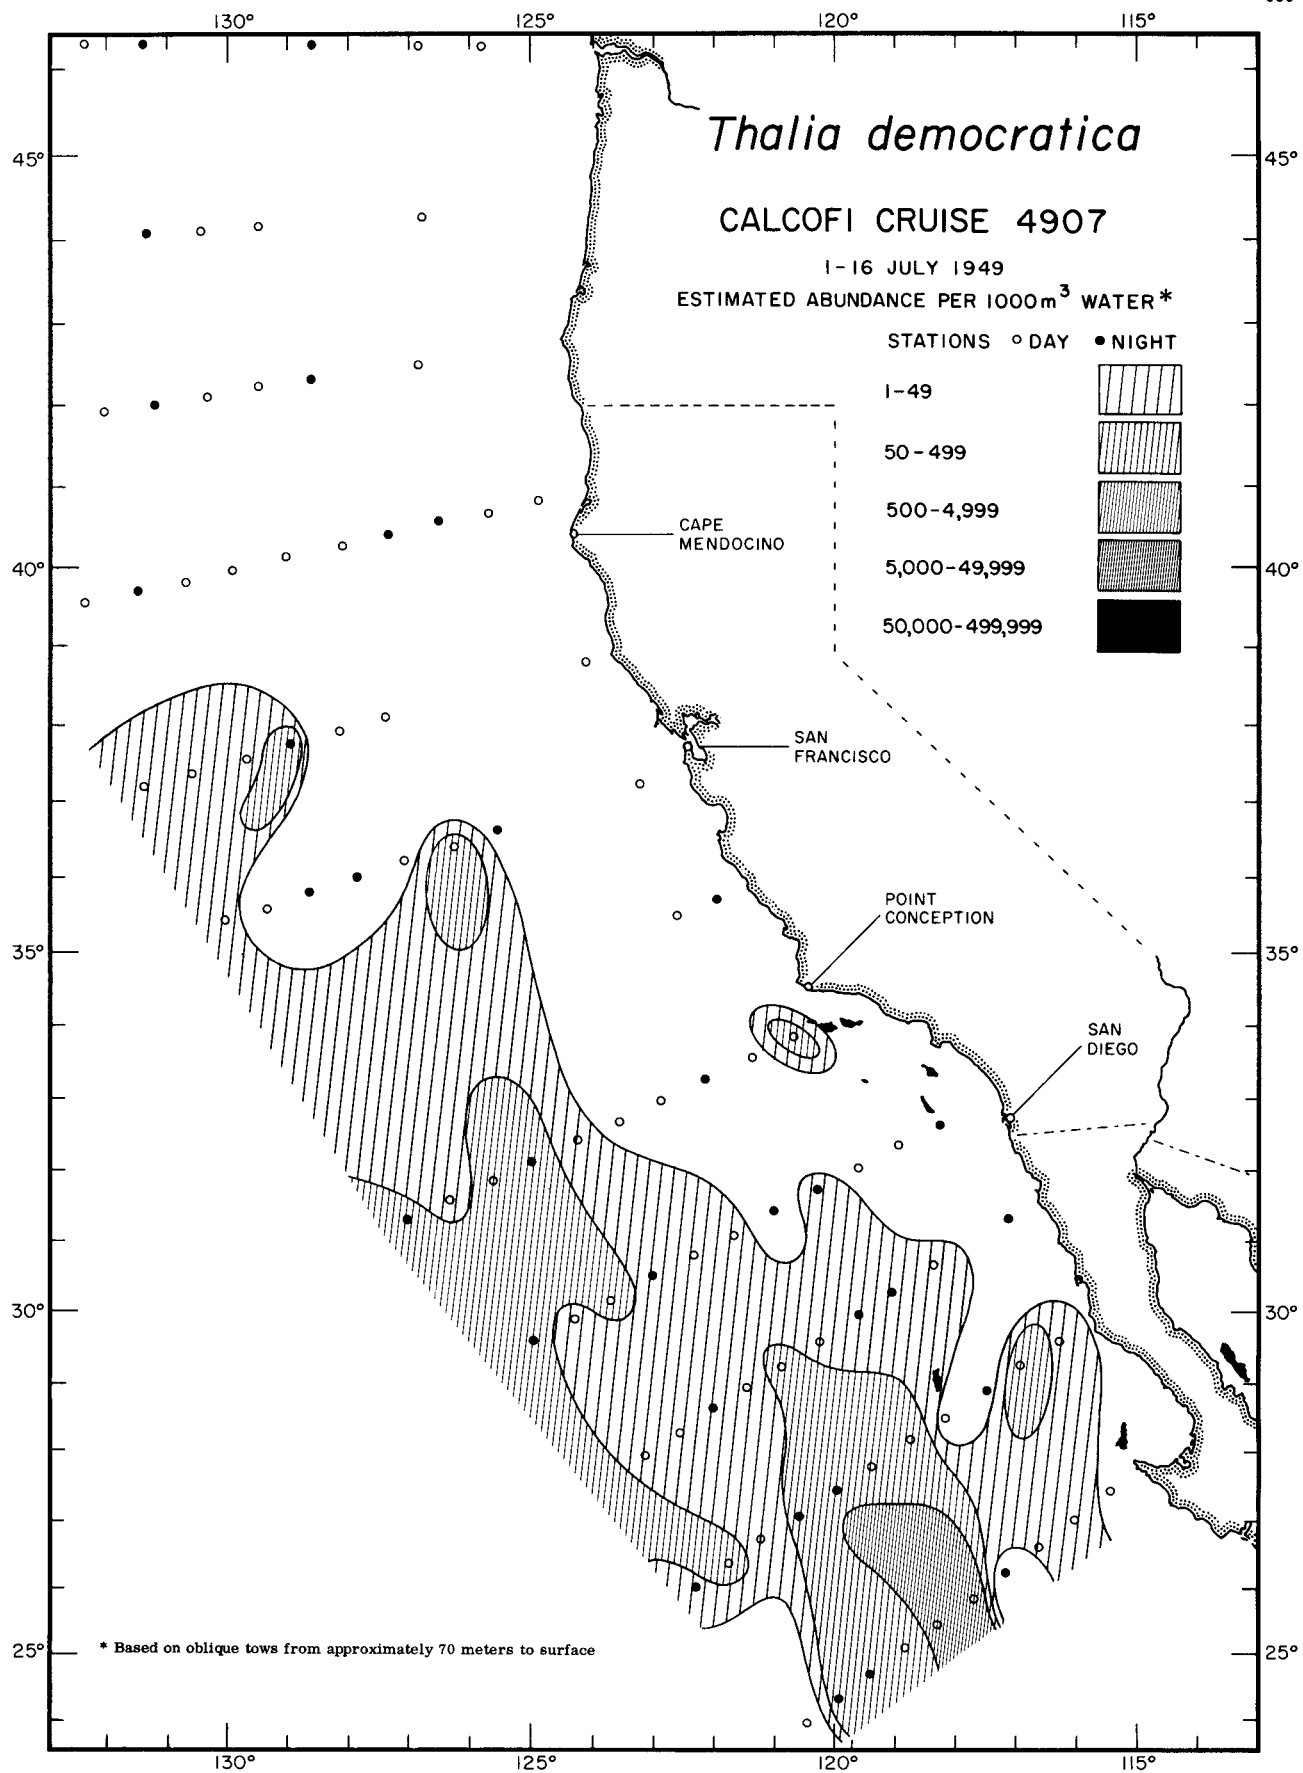 130° 125° 120° 115°
Thalia democratica
45° 45°
CALCOFI CRUISE 4907
1-16 JULY 1949
ESTIMATED ABUNDANCE PER 1000m³ WATER*
STATIONS ○ DAY ● NIGHT
1-49
50-499
500-4,999
CAPE
MENDOCINO
5,000-49,999
40° 40°
50,000-499,999
SAN
FRANCISCO
POINT
CONCEPTION
35° 35°
SAN
DIEGO
30° 30°
* Based on oblique tows from approximately 70 meters to surface
25° 25°
130° 125° 120° 115°